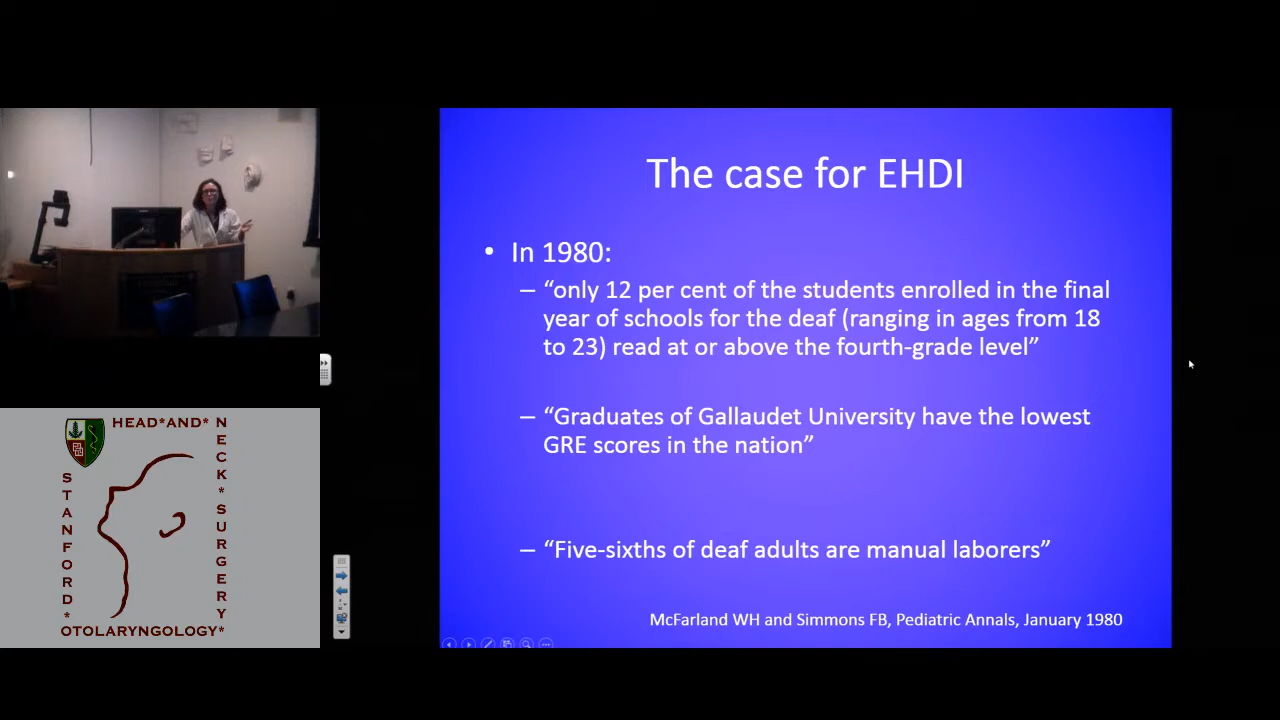 The case for EHDI
• In 1980:
– “only 12 per cent of the students enrolled in the final
year of schools for the deaf (ranging in ages from 18
to 23) read at or above the fourth-grade level”
– “Graduates of Gallaudet University have the lowest
GRE scores in the nation”
– “Five-sixths of deaf adults are manual laborers”
McFarland WH and Simmons FB, Pediatric Annals, January 1980
HEAD*AND*
NECK*SURGERY
STANFORD*
OTOLARYNGOLOGY*